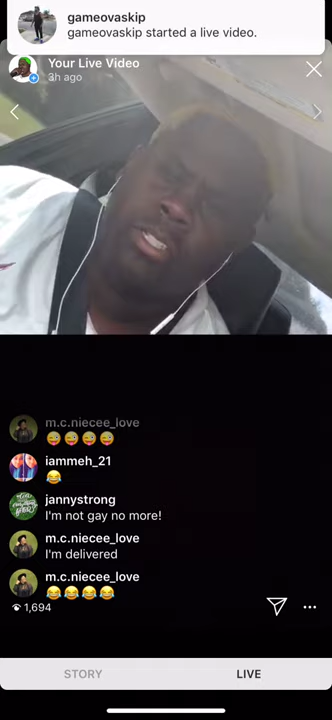 gameovaskip
gameovaskip started a live video.
Your Live Video
3h ago
m.c.niecee_love
😜😜😜😜
iammeh_21
😂
jannystrong
I'm not gay no more!
m.c.niecee_love
I'm delivered
m.c.niecee_love
😂😂😂😂
1,694
STORY LIVE